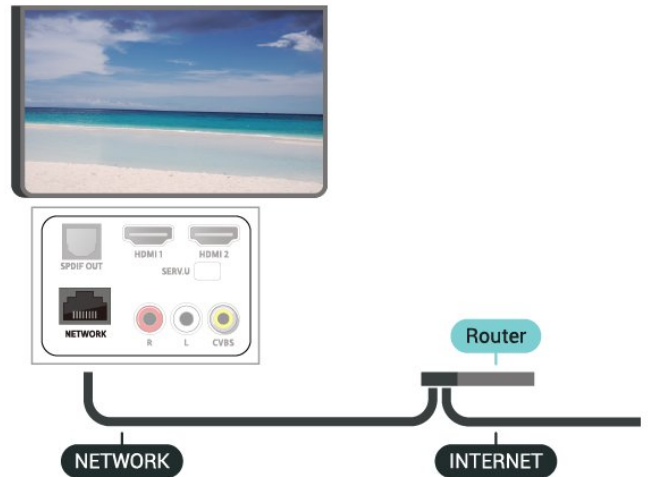 HDMI 1
HDMI 2
SPDIF OUT
SERV.U
NETWORK
R
L
CVBS
Router
NETWORK
INTERNET